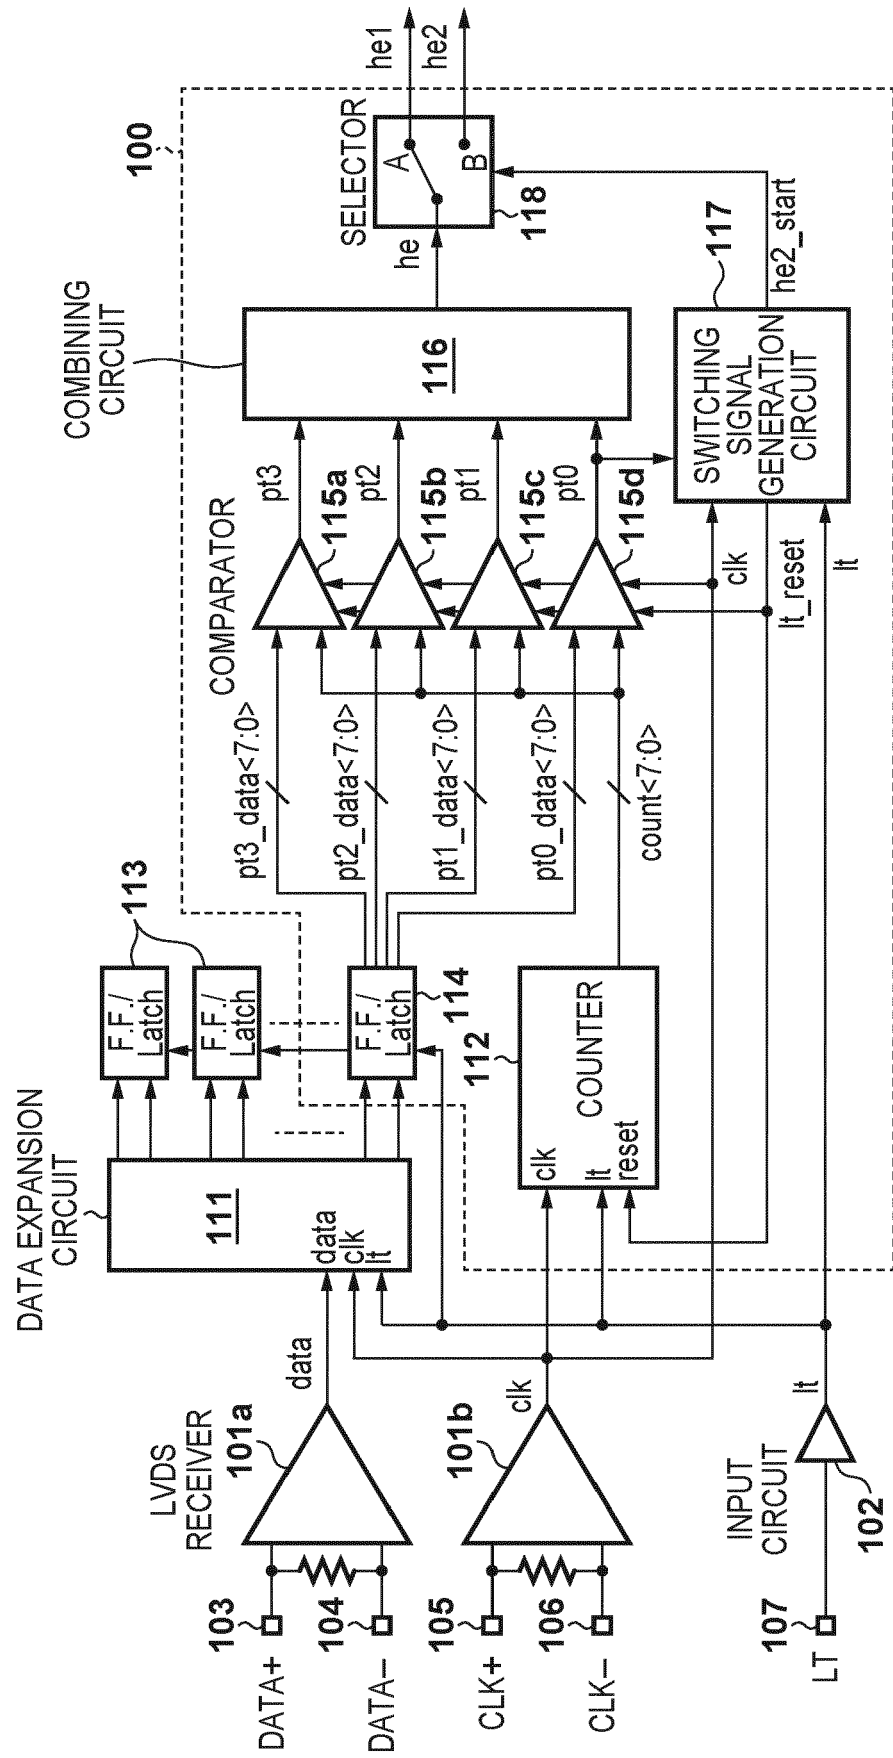 100
SELECTOR
he
A
B
he1
he2
118
COMBINING
CIRCUIT
116
117
SWITCHING
SIGNAL
GENERATION
CIRCUIT
he2_start
COMPARATOR
pt3
115a
pt2
115b
pt1
115c
pt0
115d
clk
lt_reset
lt
pt3_data<7:0>
pt2_data<7:0>
pt1_data<7:0>
pt0_data<7:0>
count<7:0>
113
F.F./
Latch
F.F./
Latch
F.F./
Latch
114
112
COUNTER
clk
lt
reset
DATA EXPANSION
CIRCUIT
111
data
clk
lt
LVDS
RECEIVER
101a
data
101b
clk
INPUT
CIRCUIT
102
lt
103
DATA+
104
DATA−
105
CLK+
106
CLK−
107
LT